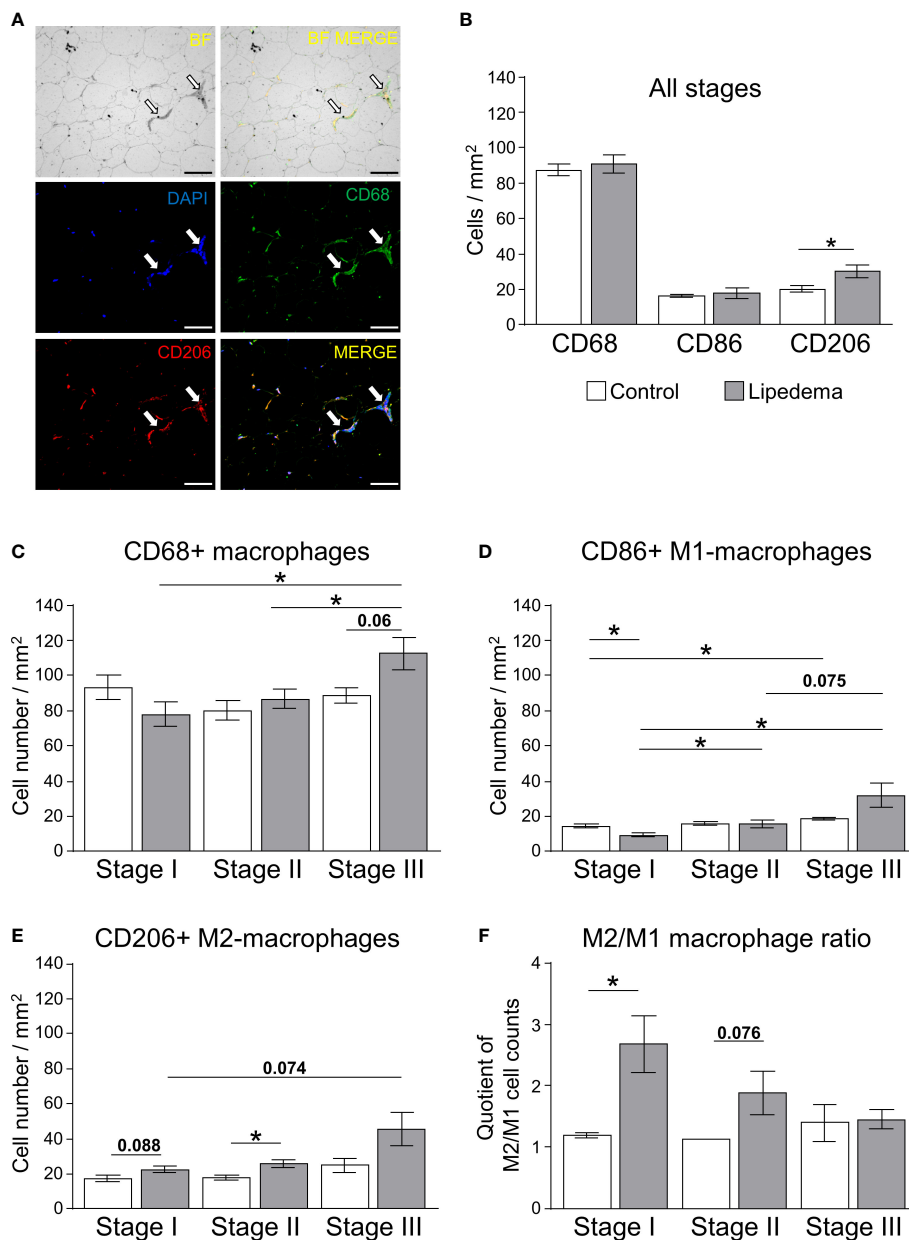 A
BF
BF MERGE
DAPI
CD68
CD206
MERGE
B
All stages
Cells / mm²
140
120
100
80
60
40
20
0
*
CD68 CD86 CD206
Control Lipedema
C
CD68+ macrophages
Cell number / mm²
140
120
100
80
60
40
20
0
*
*
0.06
Stage I Stage II Stage III
D
CD86+ M1-macrophages
Cell number / mm²
140
120
100
80
60
40
20
0
*
*
0.075
*
*
Stage I Stage II Stage III
E
CD206+ M2-macrophages
Cell number / mm²
140
120
100
80
60
40
20
0
0.074
0.088
*
Stage I Stage II Stage III
F
M2/M1 macrophage ratio
Quotient of
M2/M1 cell counts
4
3
2
1
0
*
0.076
Stage I Stage II Stage III